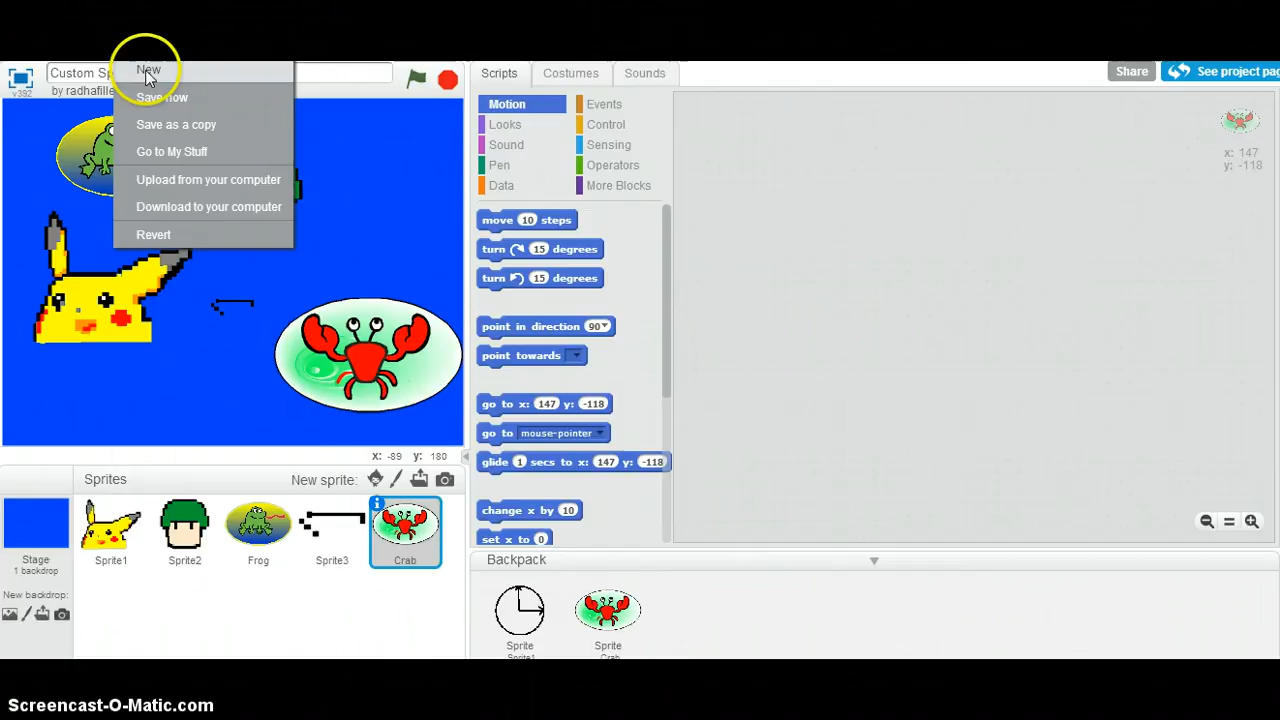 New
Custom Sp
by radhafille
v392
Save now
Save as a copy
Go to My Stuff
Upload from your computer
Download to your computer
Revert
Scripts
Costumes
Sounds
Share
See project pag
Motion
Events
Looks
Control
Sound
Sensing
Pen
Operators
Data
More Blocks
x: 147
y: -118
move 10 steps
turn 15 degrees
turn 15 degrees
point in direction 90
point towards
go to x: 147 y: -118
go to mouse-pointer
glide 1 secs to x: 147 y: -118
change x by 10
set x to 0
x: -89 y: 180
Sprites
New sprite:
Stage
1 backdrop
New backdrop:
Sprite1
Sprite2
Frog
Sprite3
Crab
Backpack
Sprite
Sprite1
Sprite
Crab
Screencast-O-Matic.com